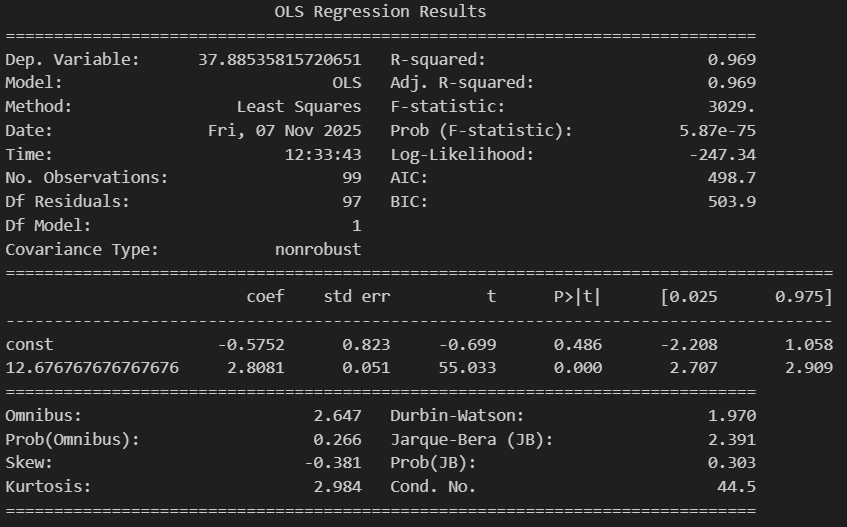 OLS Regression Results
==============================================================================
Dep. Variable:      37.88535815720651   R-squared:                       0.969
Model:                            OLS   Adj. R-squared:                  0.969
Method:                 Least Squares   F-statistic:                     3029.
Date:                Fri, 07 Nov 2025   Prob (F-statistic):           5.87e-75
Time:                        12:33:43   Log-Likelihood:                -247.34
No. Observations:                  99   AIC:                             498.7
Df Residuals:                      97   BIC:                             503.9
Df Model:                           1
Covariance Type:            nonrobust
======================================================================================
                         coef    std err          t      P>|t|      [0.025      0.975]
--------------------------------------------------------------------------------------
const                 -0.5752      0.823     -0.699      0.486      -2.208       1.058
12.676767676767676     2.8081      0.051     55.033      0.000       2.707       2.909
==============================================================================
Omnibus:                        2.647   Durbin-Watson:                   1.970
Prob(Omnibus):                  0.266   Jarque-Bera (JB):                2.391
Skew:                          -0.381   Prob(JB):                        0.303
Kurtosis:                       2.984   Cond. No.                         44.5
==============================================================================